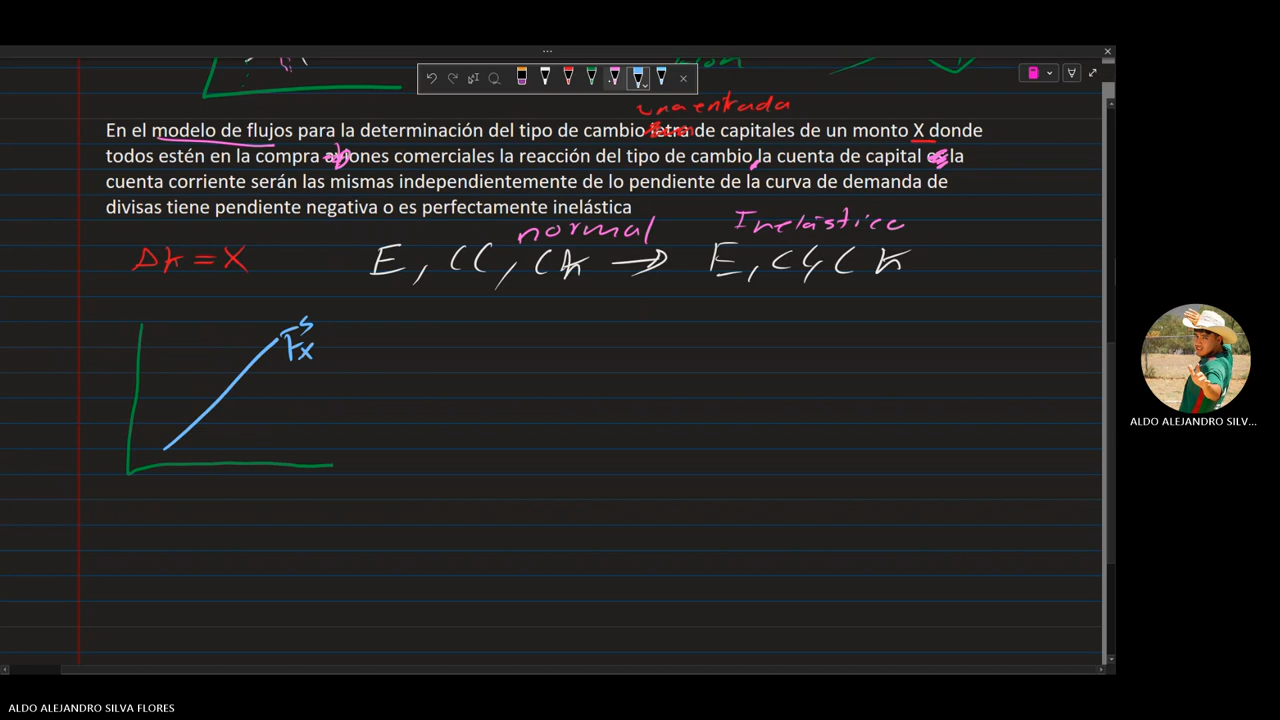 una entrada
En el modelo de flujos para la determinación del tipo de cambio letra de capitales de un monto X donde
todos estén en la compra iones comerciales la reacción del tipo de cambio, la cuenta de capital la
cuenta corriente serán las mismas independientemente de lo pendiente de la curva de demanda de
divisas tiene pendiente negativa o es perfectamente inelástica
normal Inelástica
Δk = X E, CC, CK → E, CC, CK
Fx S
ALDO ALEJANDRO SILV...
ALDO ALEJANDRO SILVA FLORES